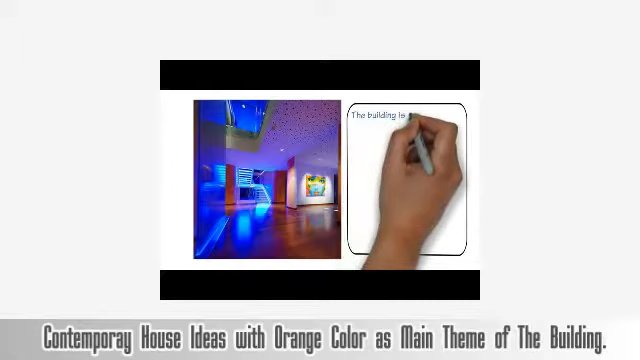 The building is
Contemporay House Ideas with Orange Color as Main Theme of The Building.